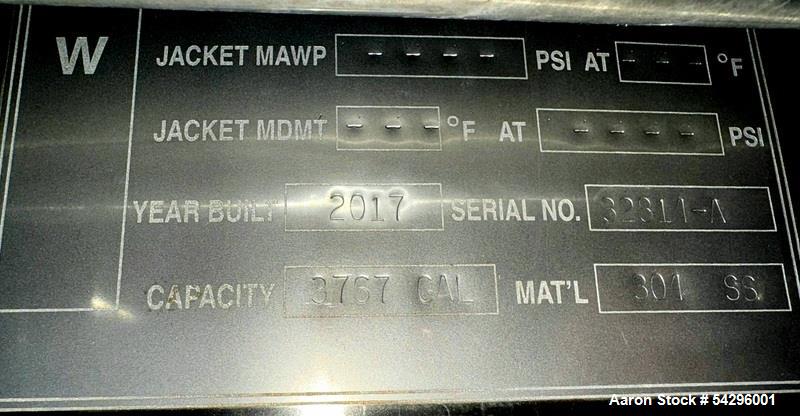 W JACKET MAWP - - - - PSI AT - - - °F
JACKET MDMT - - - °F AT - - - - PSI
YEAR BUILT 2017 SERIAL NO. 32814-A
CAPACITY 3767 GAL MAT'L 304 SS
Aaron Stock # 54296001